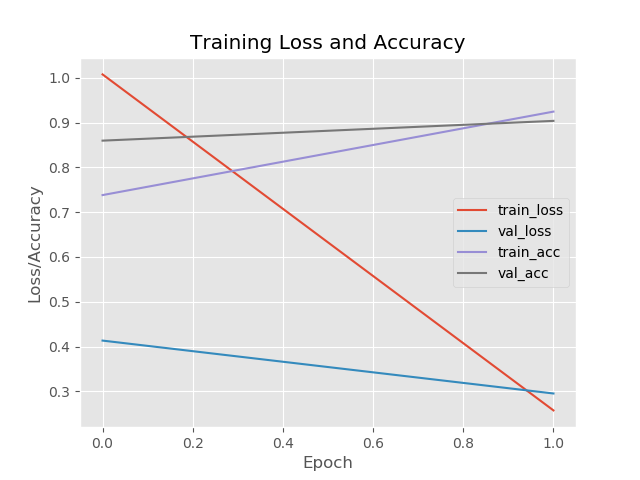 Training Loss and Accuracy
1.0
0.9
0.8
0.7
0.6
0.5
0.4
0.3
Loss/Accuracy
train_loss
val_loss
train_acc
val_acc
0.0 0.2 0.4 0.6 0.8 1.0
Epoch